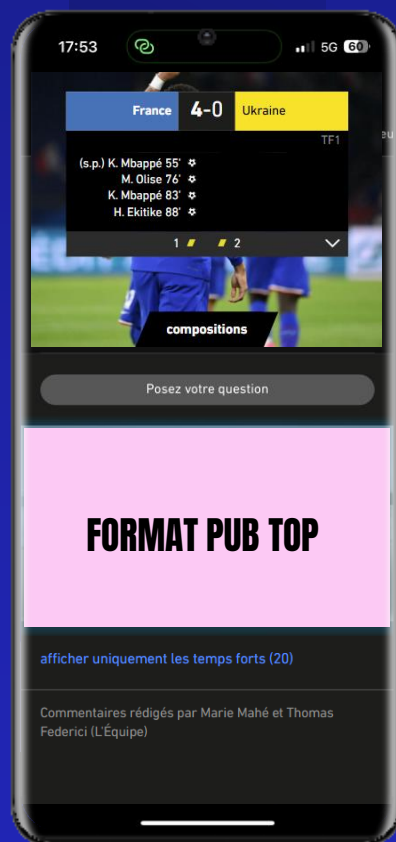 17:53
5G 60
France 4-0 Ukraine
eu
TF1
(s.p.) K. Mbappé 55'
M. Olise 76'
K. Mbappé 83'
H. Ekitike 88'
1 2
compositions
Posez votre question
FORMAT PUB TOP
afficher uniquement les temps forts (20)
Commentaires rédigés par Marie Mahé et Thomas
Federici (L'Équipe)